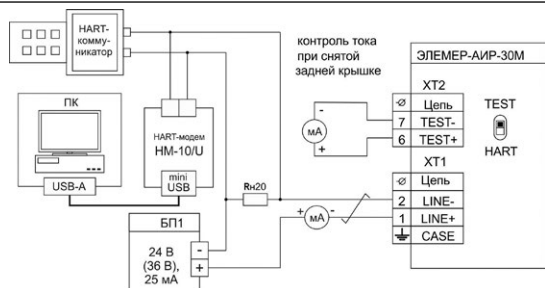 HART-
комму-
никатор
ПК
USB-A
HART-модем
HM-10/U
mini
USB
БП1
24 В
(36 В),
25 мА
-
+
Rн20
контроль тока
при снятой
задней крышке
-
мА
+
+
мА
-
ЭЛЕМЕР-АИР-30М
XT2
⌀ Цепь
7 TEST-
6 TEST+
XT1
⌀ Цепь
2 LINE-
1 LINE+
CASE
TEST
HART